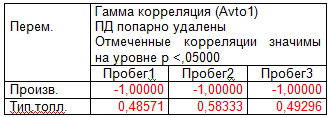 Гамма корреляция (Avto1)
Перем. ПД попарно удалены
Отмеченные корреляции значимы
на уровне p <,05000
Пробег1 Пробег2 Пробег3
Произв. -1,00000 -1,00000 -1,00000
Тип топл. 0,48571 0,58333 0,49296